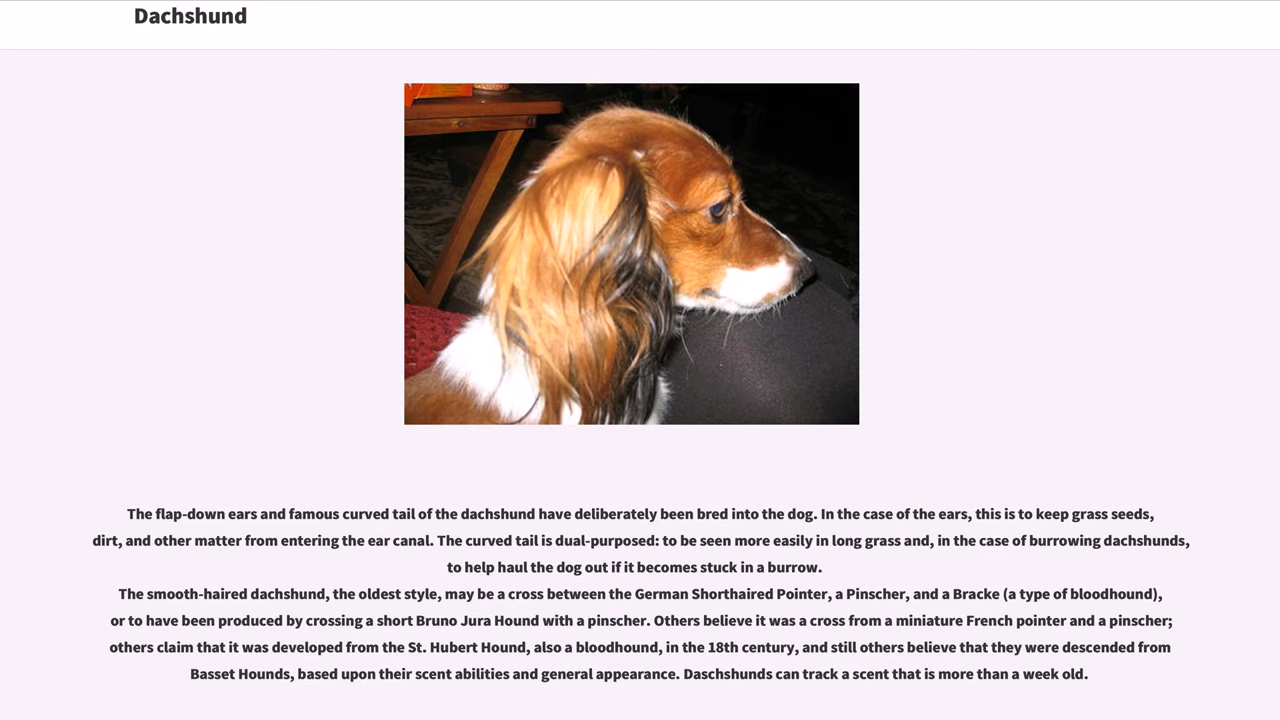 Dachshund
The flap-down ears and famous curved tail of the dachshund have deliberately been bred into the dog. In the case of the ears, this is to keep grass seeds,
dirt, and other matter from entering the ear canal. The curved tail is dual-purposed: to be seen more easily in long grass and, in the case of burrowing dachshunds,
to help haul the dog out if it becomes stuck in a burrow.
The smooth-haired dachshund, the oldest style, may be a cross between the German Shorthaired Pointer, a Pinscher, and a Bracke (a type of bloodhound),
or to have been produced by crossing a short Bruno Jura Hound with a pinscher. Others believe it was a cross from a miniature French pointer and a pinscher;
others claim that it was developed from the St. Hubert Hound, also a bloodhound, in the 18th century, and still others believe that they were descended from
Basset Hounds, based upon their scent abilities and general appearance. Daschshunds can track a scent that is more than a week old.